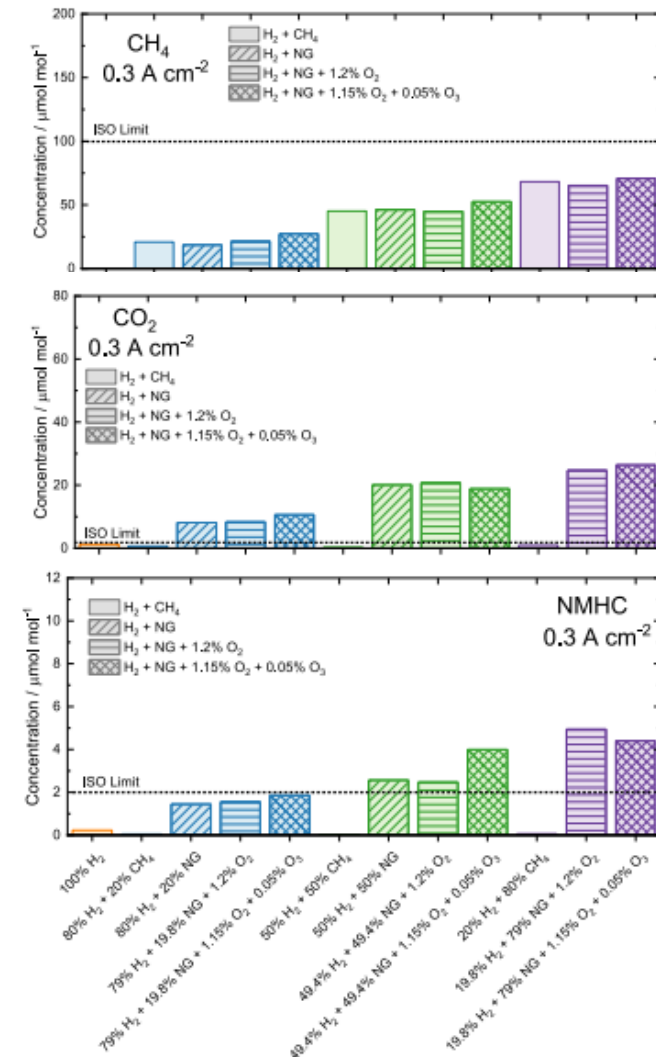 CH₄
0.3 A cm⁻²
H₂ + CH₄
H₂ + NG
H₂ + NG + 1.2% O₂
H₂ + NG + 1.15% O₂ + 0.05% O₃
ISO Limit
Concentration / μmol mol⁻¹
200
150
100
50
0
CO₂
0.3 A cm⁻²
H₂ + CH₄
H₂ + NG
H₂ + NG + 1.2% O₂
H₂ + NG + 1.15% O₂ + 0.05% O₃
ISO Limit
Concentration / μmol mol⁻¹
80
60
40
20
0
NMHC
0.3 A cm⁻²
H₂ + CH₄
H₂ + NG
H₂ + NG + 1.2% O₂
H₂ + NG + 1.15% O₂ + 0.05% O₃
ISO Limit
Concentration / μmol mol⁻¹
12
10
8
6
4
2
0
100% H₂
80% H₂ + 20% CH₄
80% H₂ + 20% NG
79% H₂ + 19.8% NG + 1.2% O₂
79% H₂ + 19.8% NG + 1.15% O₂ + 0.05% O₃
50% H₂ + 50% CH₄
50% H₂ + 50% NG
49.4% H₂ + 49.4% NG + 1.2% O₂
49.4% H₂ + 49.4% NG + 1.15% O₂ + 0.05% O₃
20% H₂ + 80% CH₄
19.8% H₂ + 79% NG + 1.2% O₂
19.8% H₂ + 79% NG + 1.15% O₂ + 0.05% O₃